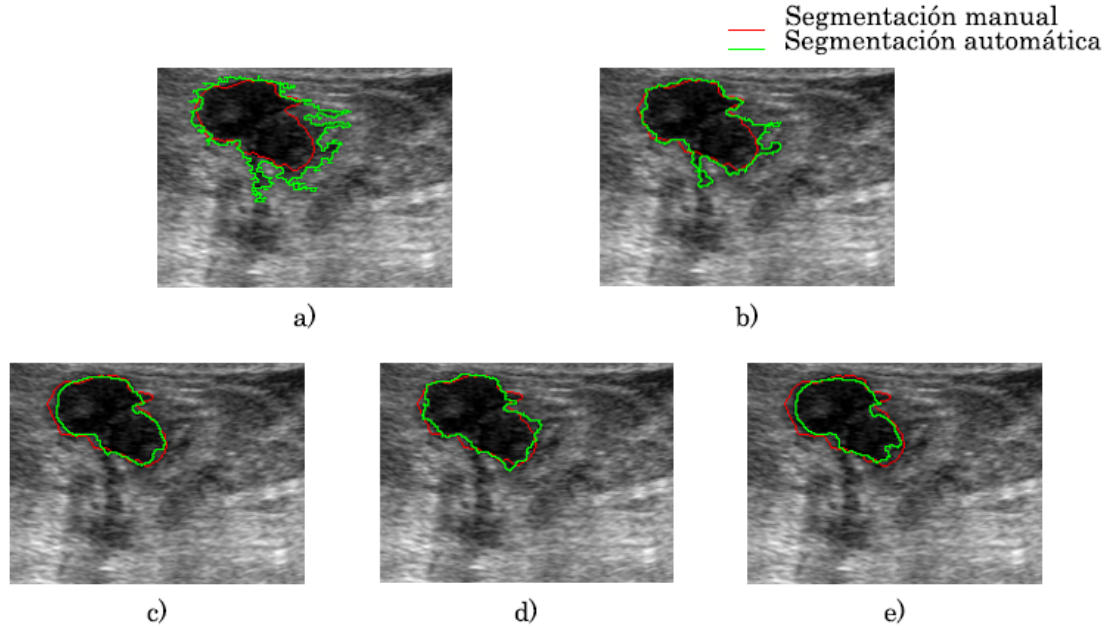 Segmentación manual
Segmentación automática
a)
b)
c)
d)
e)